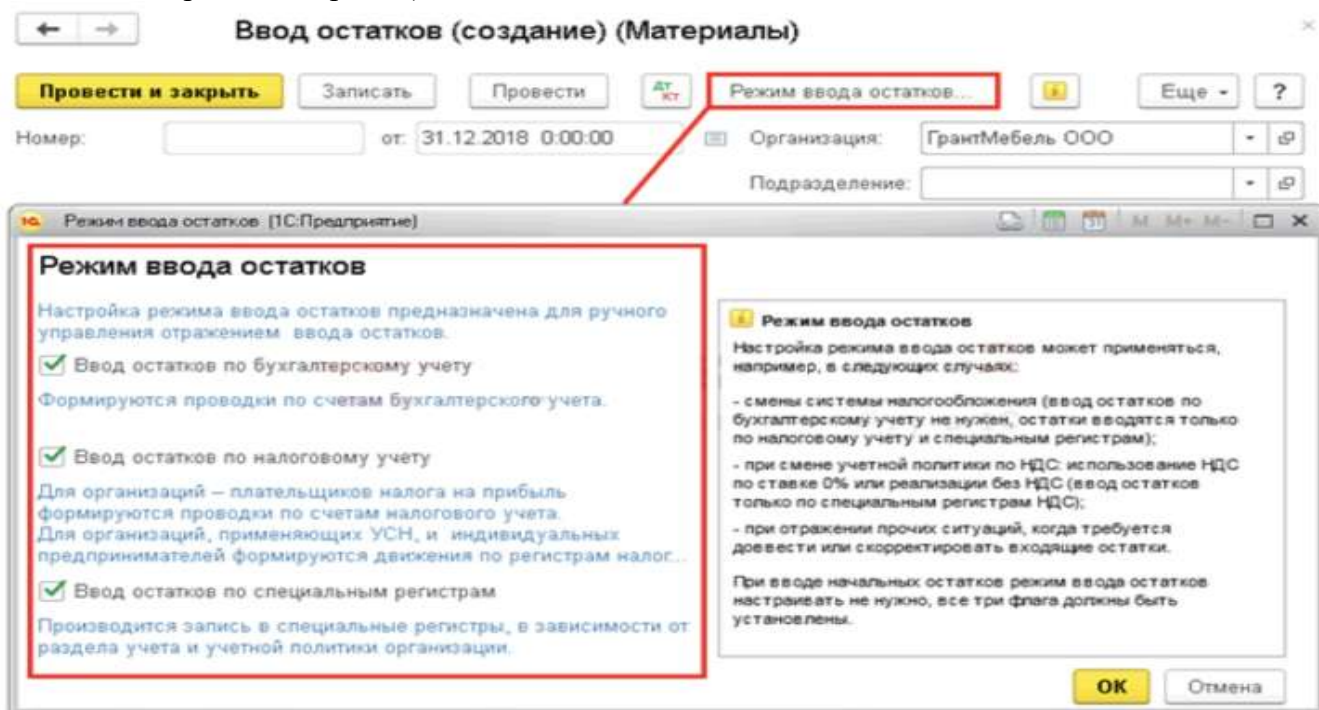 Ввод остатков (создание) (Материалы)
Провести и закрыть Записать Провести Дт Кт Режим ввода остатков... Еще ?
Номер: от: 31.12.2018 0:00:00 Организация: ГрантМебель ООО
Подразделение:
Режим ввода остатков [1С:Предприятие] M M+ M-
Режим ввода остатков
Настройка режима ввода остатков предназначена для ручного
управления отражением ввода остатков.
Ввод остатков по бухгалтерскому учету
Формируются проводки по счетам бухгалтерского учета.
Ввод остатков по налоговому учету
Для организаций – плательщиков налога на прибыль
формируются проводки по счетам налогового учета.
Для организаций, применяющих УСН, и индивидуальных
предпринимателей формируются движения по регистрам налог...
Ввод остатков по специальным регистрам
Производится запись в специальные регистры, в зависимости от
раздела учета и учетной политики организации.
Режим ввода остатков
Настройка режима ввода остатков может применяться,
например, в следующих случаях:
- смены системы налогообложения (ввод остатков по
бухгалтерскому учету не нужен, остатки вводятся только
по налоговому учету и специальным регистрам);
- при смене учетной политики по НДС: использование НДС
по ставке 0% или реализации без НДС (ввод остатков
только по специальным регистрам НДС);
- при отражении прочих ситуаций, когда требуется
доввести или скорректировать входящие остатки.
При вводе начальных остатков режим ввода остатков
настраивать не нужно, все три флага должны быть
установлены.
ОК Отмена